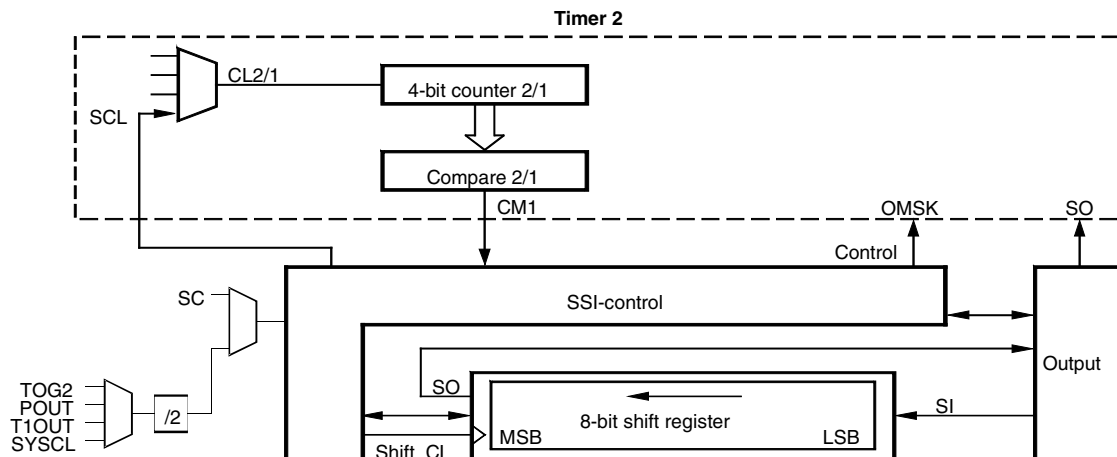 Timer 2
CL2/1
4-bit counter 2/1
SCL
Compare 2/1
CM1
OMSK
SO
Control
SC
SSI-control
Output
TOG2
POUT
T1OUT
SYSCL
/2
SO
8-bit shift register
SI
MSB
LSB
Shift_CL